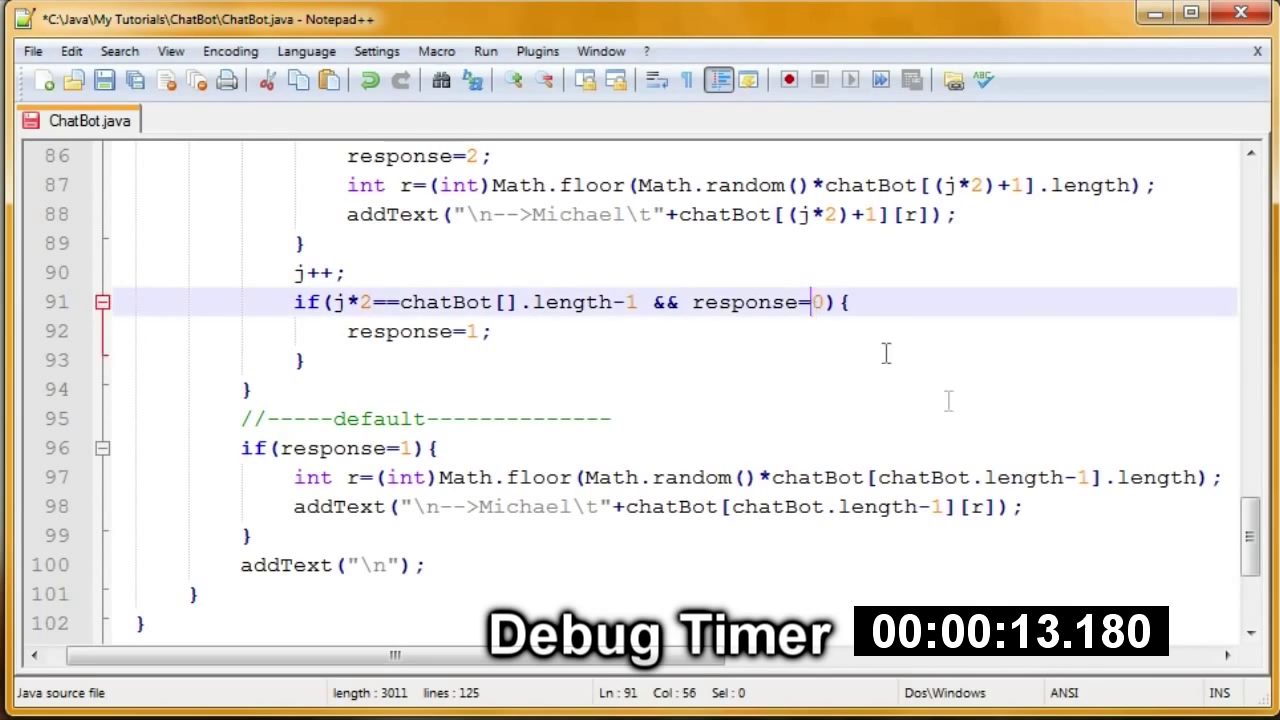 *C:\Java\My Tutorials\ChatBot\ChatBot.java - Notepad++
File Edit Search View Encoding Language Settings Macro Run Plugins Window ? X
ChatBot.java
86 response=2;
87 int r=(int)Math.floor(Math.random()*chatBot[(j*2)+1].length);
88 addText("\n-->Michael\t"+chatBot[(j*2)+1][r]);
89 }
90 j++;
91 if(j*2==chatBot[].length-1 && response=0){
92 response=1;
93 }
94 }
95 //-----default--------------
96 if(response=1){
97 int r=(int)Math.floor(Math.random()*chatBot[chatBot.length-1].length);
98 addText("\n-->Michael\t"+chatBot[chatBot.length-1][r]);
99 }
100 addText("\n");
101 }
102 }
Debug Timer 00:00:13.180
Java source file length : 3011 lines : 125 Ln : 91 Col : 56 Sel : 0 Dos\Windows ANSI INS